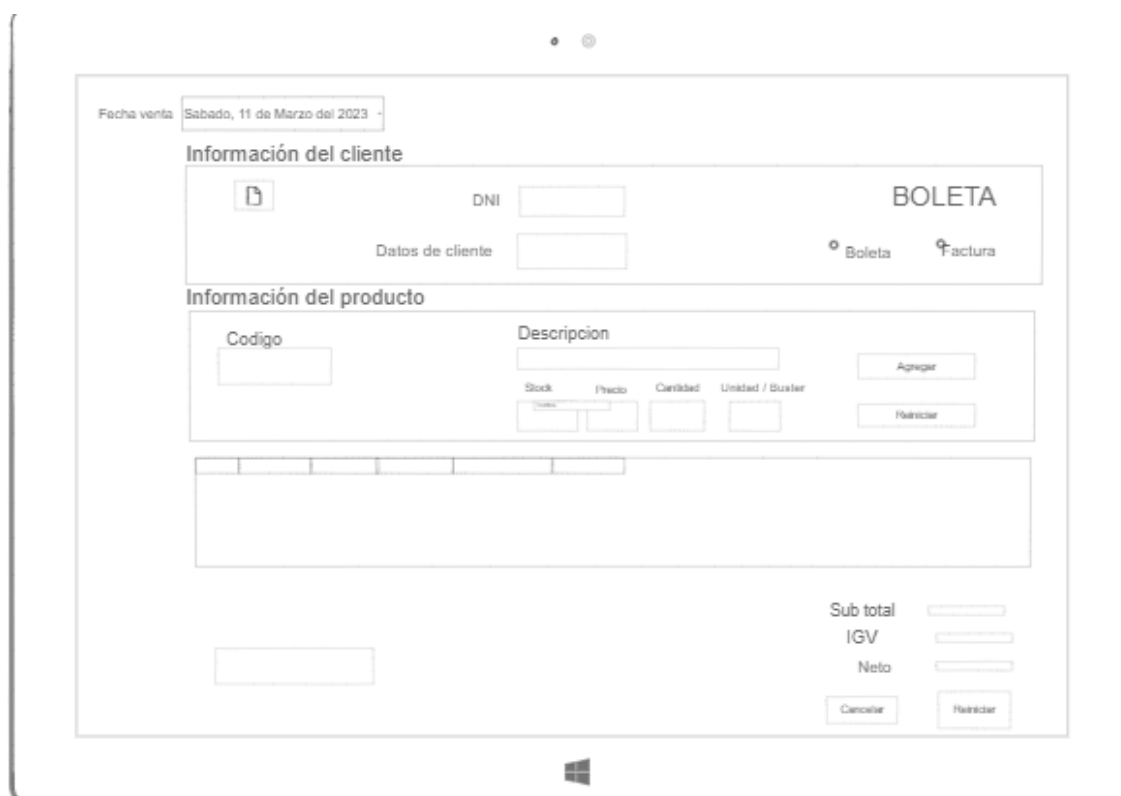 Fecha venta Sabado, 11 de Marzo del 2023
Información del cliente
DNI
BOLETA
Datos de cliente
Boleta Factura
Información del producto
Codigo
Descripcion
Agregar
Stock Precio Cantidad Unidad / Buster
Reiniciar
Sub total
IGV
Neto
Cancelar Reiniciar